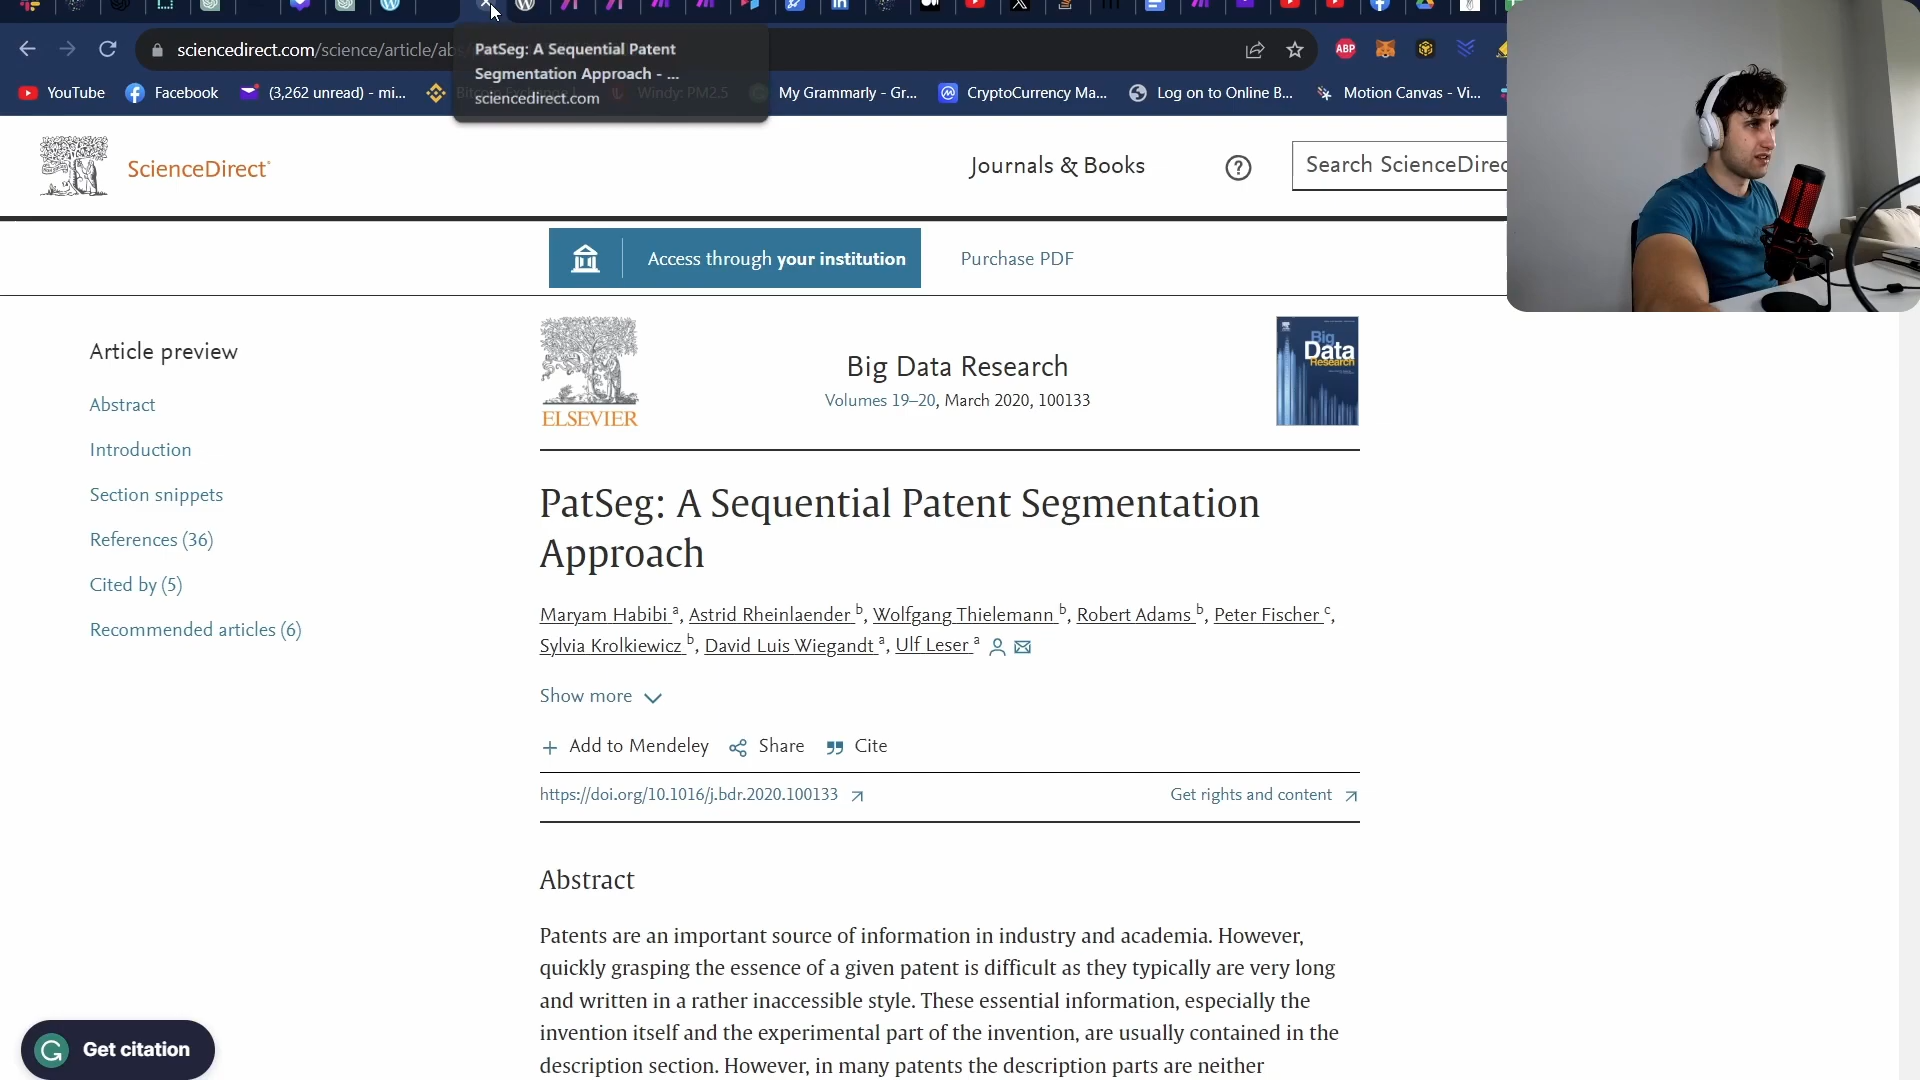 sciencedirect.com/science/article/abs
PatSeg: A Sequential Patent
Segmentation Approach - ...
sciencedirect.com
ABP
YouTube
Facebook
(3,262 unread) - mi...
Windy: PM2.5
My Grammarly - Gr...
CryptoCurrency Ma...
Log on to Online B...
Motion Canvas - Vi...
ScienceDirect
Journals & Books
Search ScienceDirec
Access through your institution
Purchase PDF
Article preview
Abstract
Introduction
Section snippets
References (36)
Cited by (5)
Recommended articles (6)
ELSEVIER
Big Data Research
Volumes 19–20, March 2020, 100133
Big
Data
Research
PatSeg: A Sequential Patent Segmentation
Approach
Maryam Habibi a, Astrid Rheinlaender b, Wolfgang Thielemann b, Robert Adams b, Peter Fischer c,
Sylvia Krolkiewicz b, David Luis Wiegandt a, Ulf Leser a
Show more
+ Add to Mendeley Share Cite
https://doi.org/10.1016/j.bdr.2020.100133
Get rights and content
Abstract
Patents are an important source of information in industry and academia. However,
quickly grasping the essence of a given patent is difficult as they typically are very long
and written in a rather inaccessible style. These essential information, especially the
invention itself and the experimental part of the invention, are usually contained in the
description section. However, in many patents the description parts are neither
Get citation